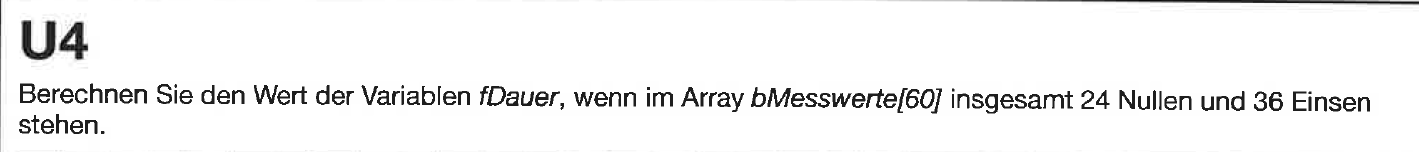 U4
Berechnen Sie den Wert der Variablen fDauer, wenn im Array bMesswerte[60] insgesamt 24 Nullen und 36 Einsen
stehen.